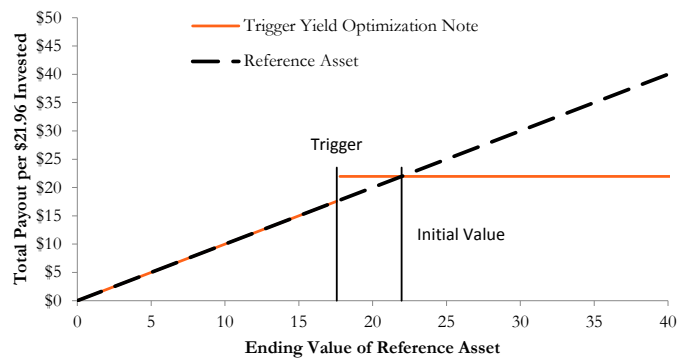 $50
$45
$40
$35
$30
$25
$20
$15
$10
$5
$0
Total Payout per $21.96 Invested
Trigger Yield Optimization Note
Reference Asset
Trigger
Initial Value
0 5 10 15 20 25 30 35 40
Ending Value of Reference Asset